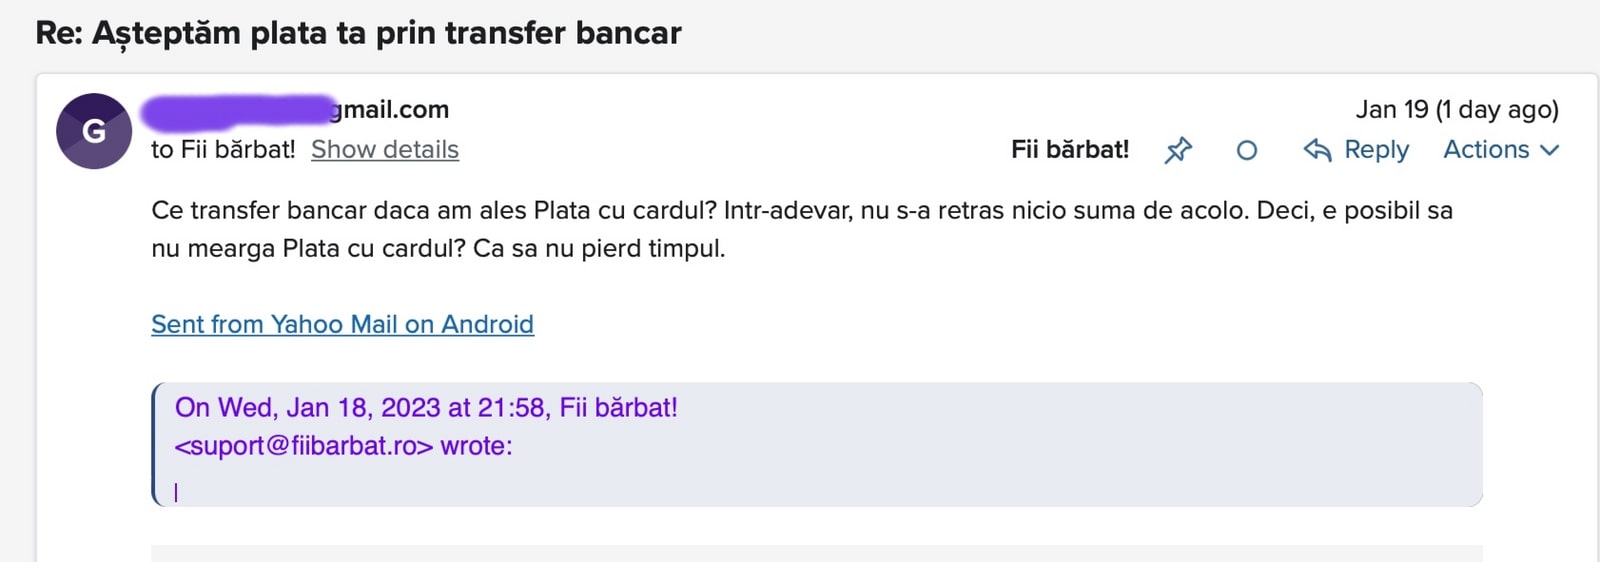 Re: Așteptăm plata ta prin transfer bancar
G
gmail.com
Jan 19 (1 day ago)
to Fii bărbat! Show details
Fii bărbat!
Reply
Actions
Ce transfer bancar daca am ales Plata cu cardul? Intr-adevar, nu s-a retras nicio suma de acolo. Deci, e posibil sa
nu mearga Plata cu cardul? Ca sa nu pierd timpul.
Sent from Yahoo Mail on Android
On Wed, Jan 18, 2023 at 21:58, Fii bărbat!
<suport@fiibarbat.ro> wrote: